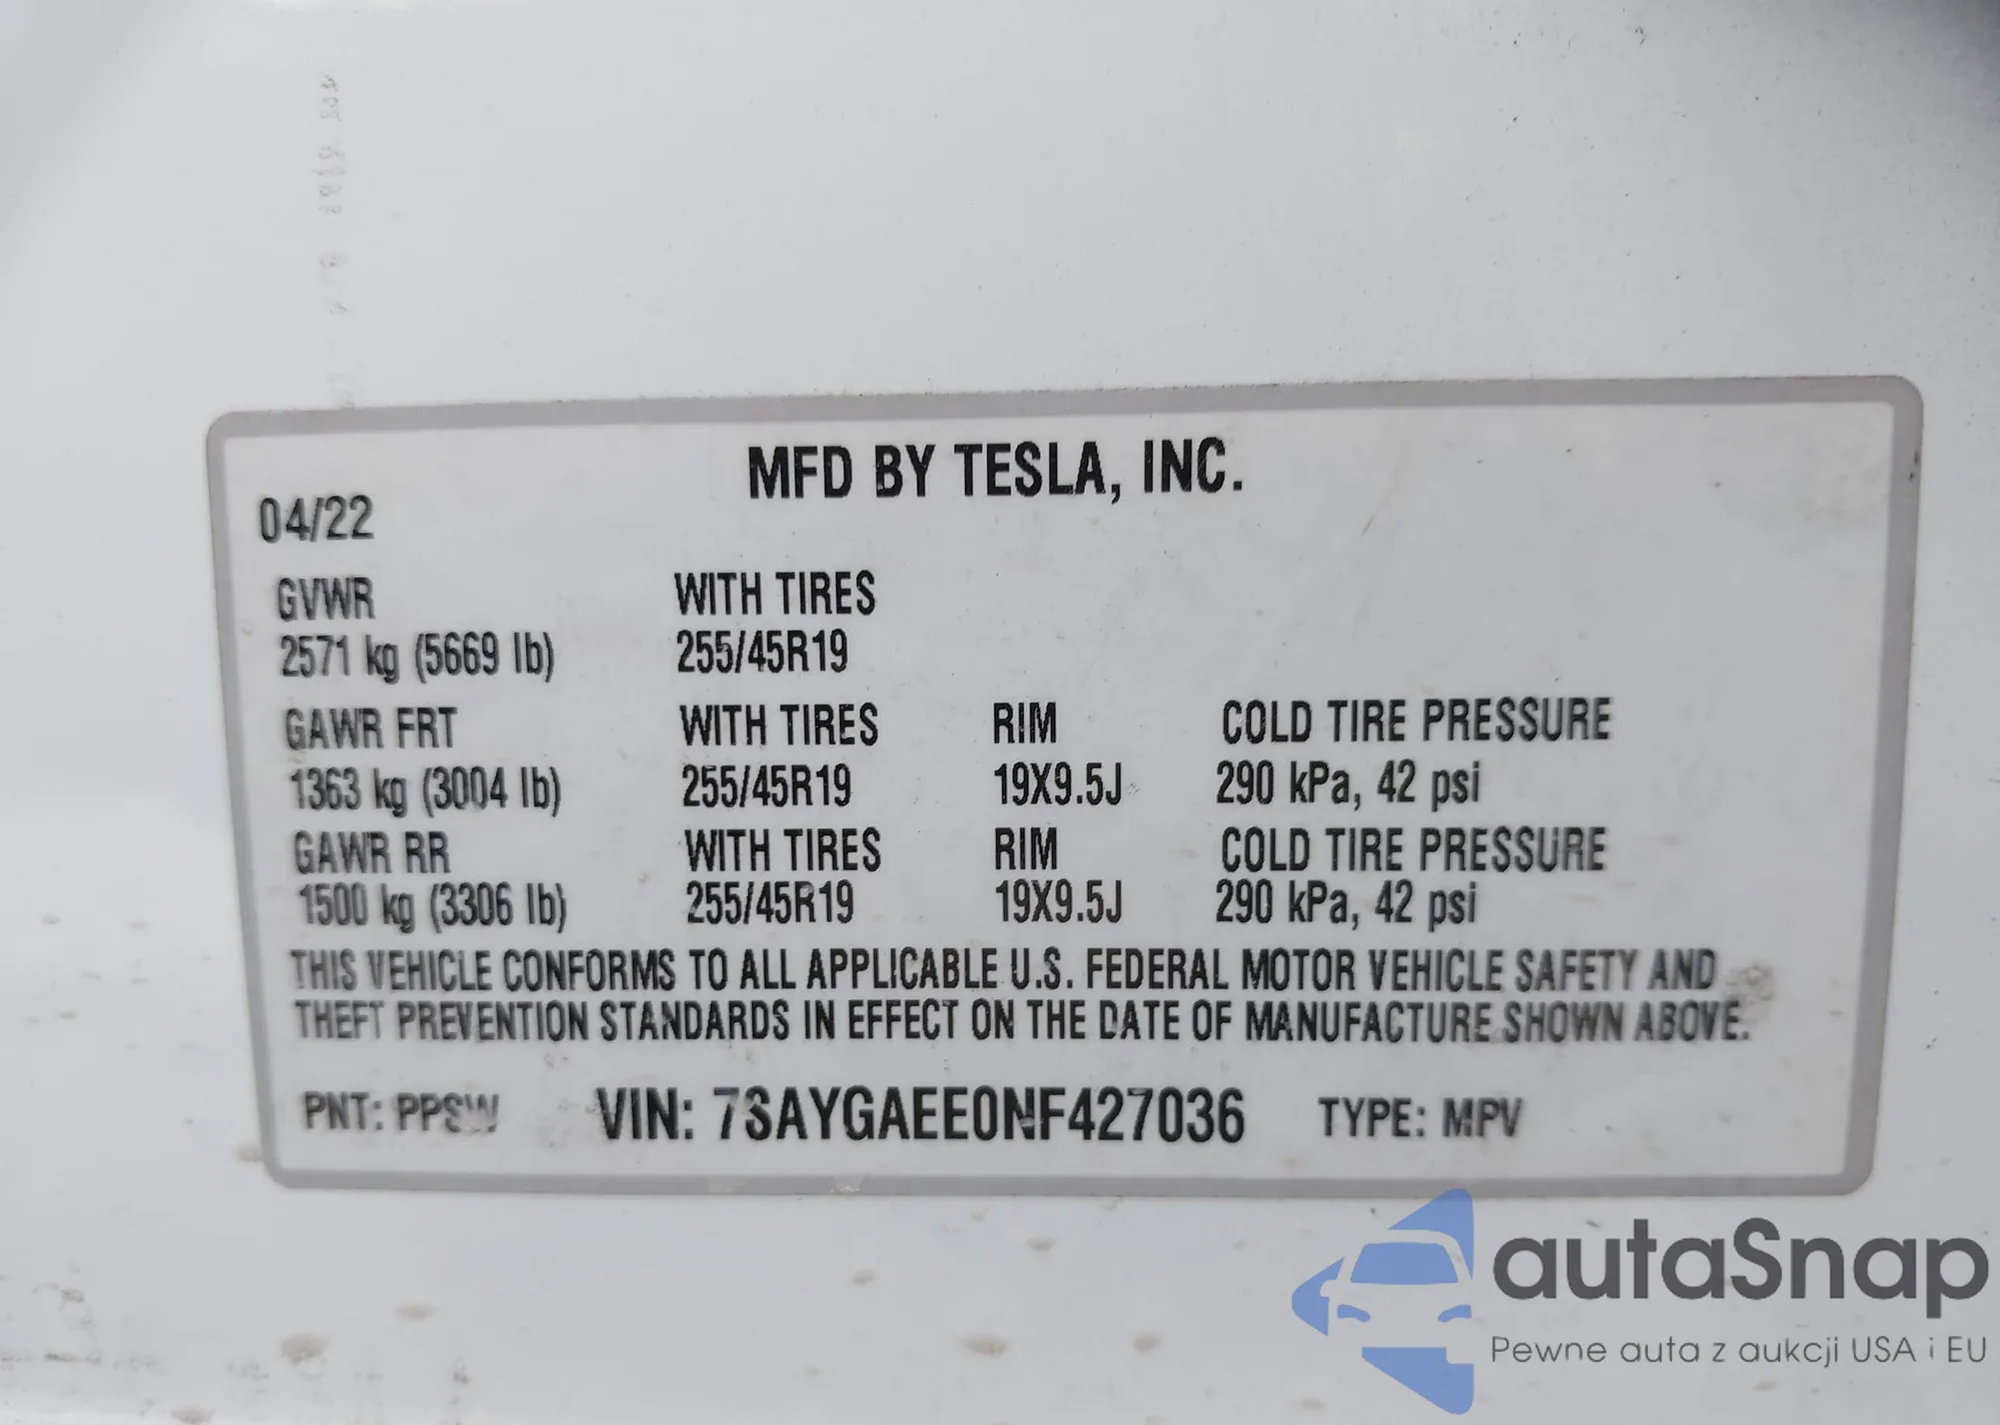 MFD BY TESLA, INC.
04/22
GVWR WITH TIRES
2571 kg (5669 lb) 255/45R19
GAWR FRT WITH TIRES RIM COLD TIRE PRESSURE
1363 kg (3004 lb) 255/45R19 19X9.5J 290 kPa, 42 psi
GAWR RR WITH TIRES RIM COLD TIRE PRESSURE
1500 kg (3306 lb) 255/45R19 19X9.5J 290 kPa, 42 psi
THIS VEHICLE CONFORMS TO ALL APPLICABLE U.S. FEDERAL MOTOR VEHICLE SAFETY AND
THEFT PREVENTION STANDARDS IN EFFECT ON THE DATE OF MANUFACTURE SHOWN ABOVE.
PNT: PPSW VIN: 7SAYGAEE0NF427036 TYPE: MPV
autaSnap
Pewne auta z aukcji USA i EU